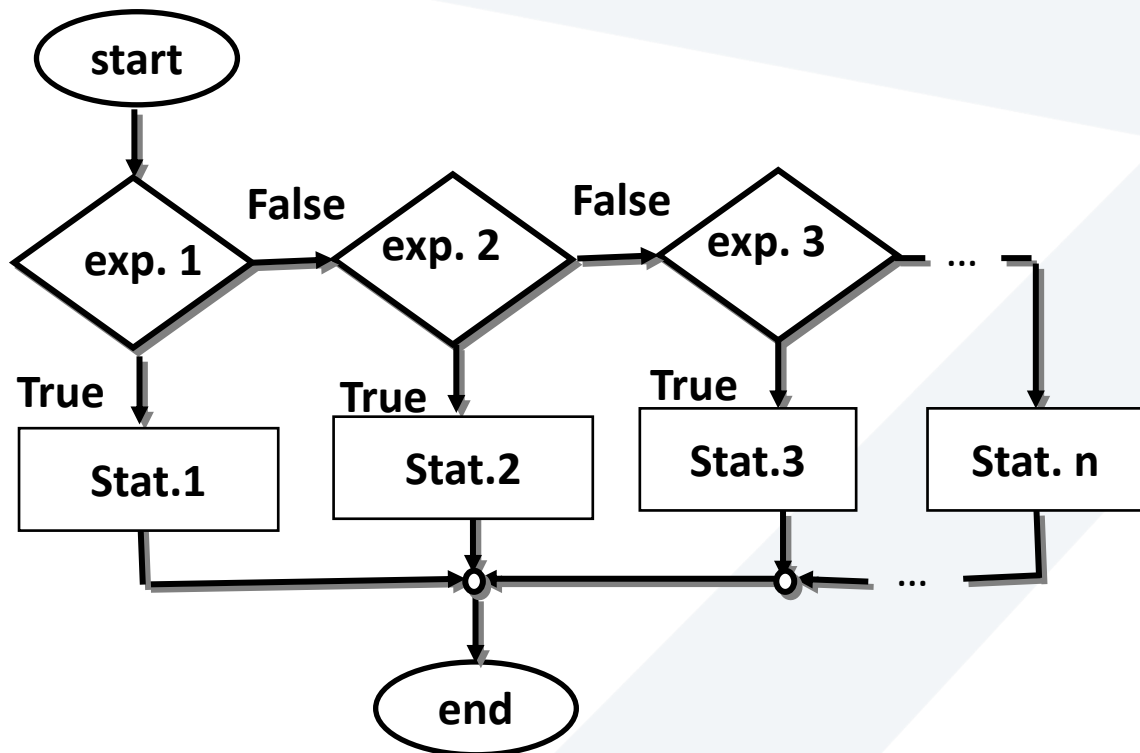 start
False
False
exp. 1
exp. 2
exp. 3
...
True
True
True
Stat.1
Stat.2
Stat.3
Stat. n
...
end